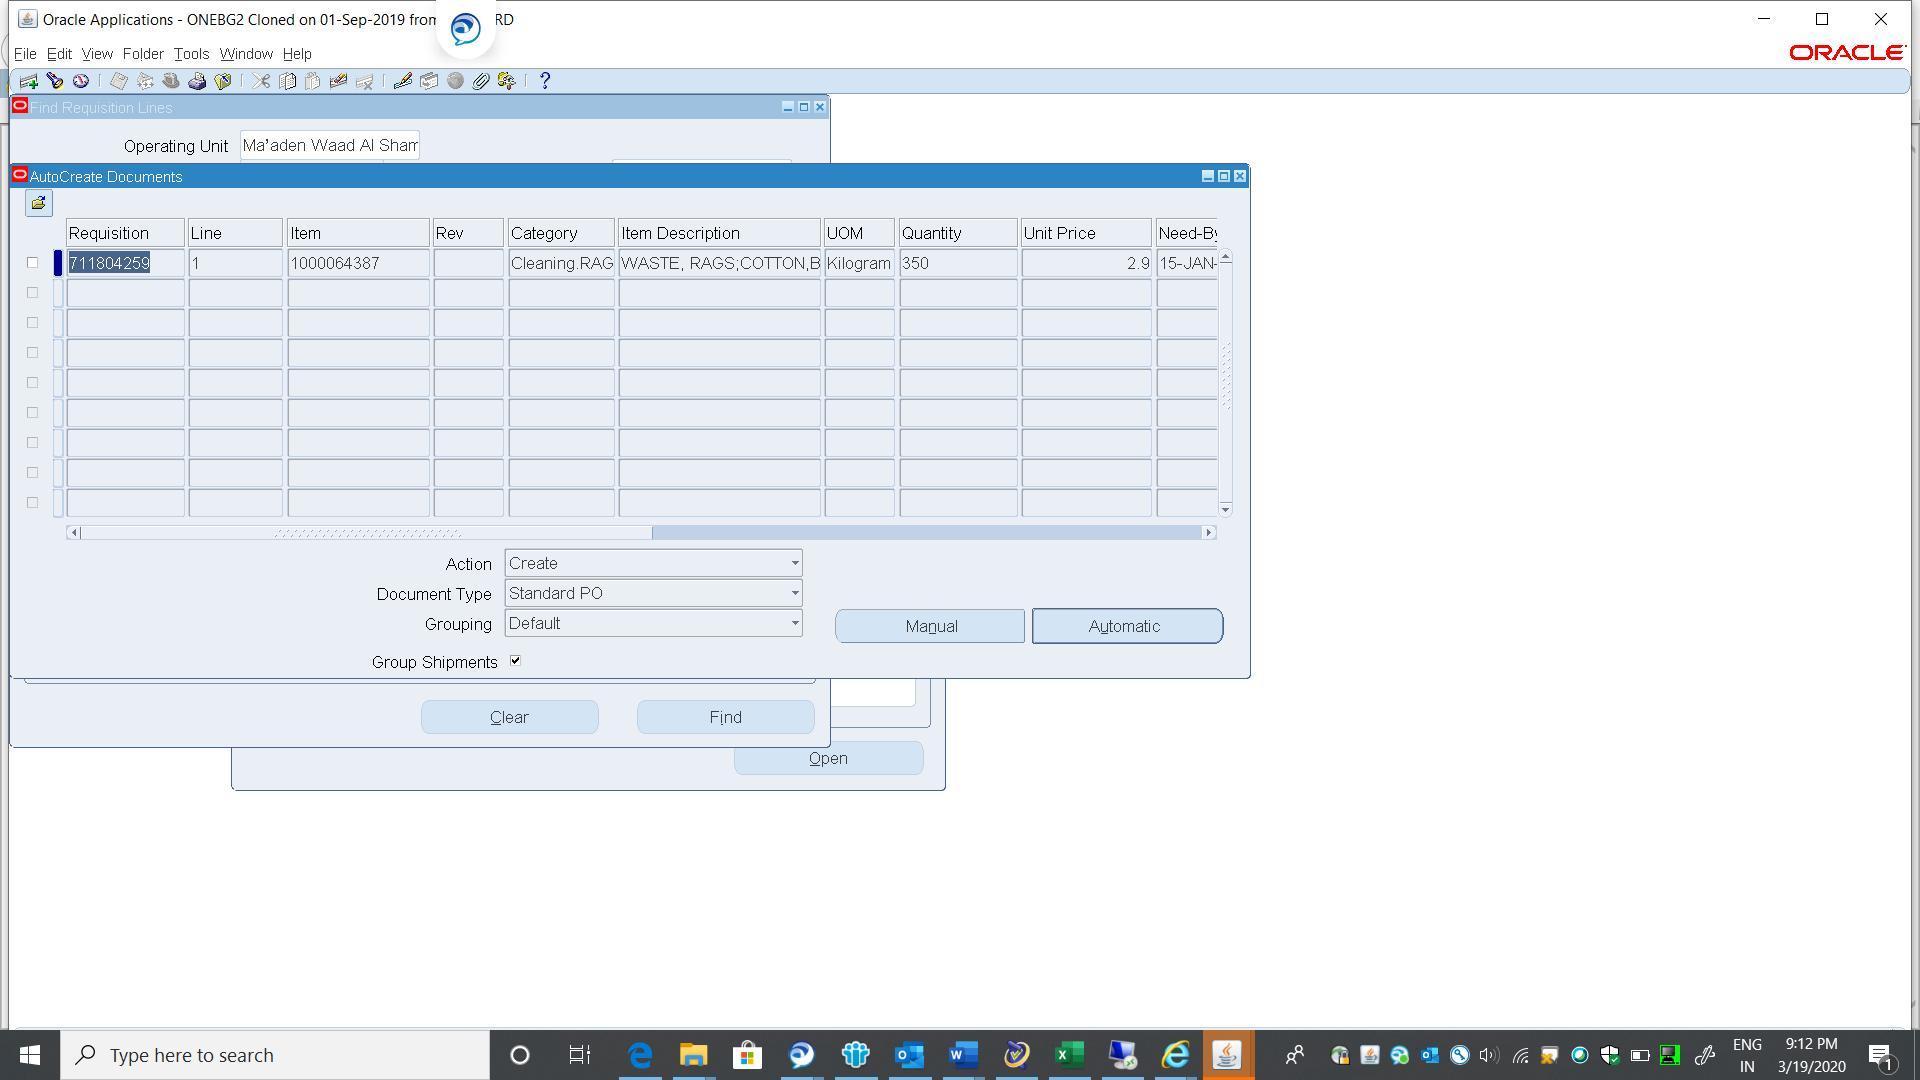 Oracle Applications - ONEBG2 Cloned on 01-Sep-2019 from RD
File Edit View Folder Tools Window Help
ORACLE
Find Requisition Lines
Operating Unit Ma'aden Waad Al Sham
AutoCreate Documents
Requisition Line Item Rev Category Item Description UOM Quantity Unit Price Need-By
711804259 1 1000064387 Cleaning.RAG WASTE, RAGS;COTTON,B Kilogram 350 2.9 15-JAN-
Action Create
Document Type Standard PO
Grouping Default
Manual Automatic
Group Shipments
Clear Find
Open
Type here to search
ENG
IN
9:12 PM
3/19/2020
1